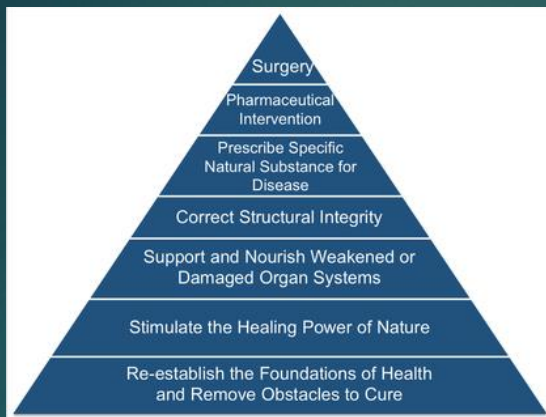 Surgery
Pharmaceutical
Intervention
Prescribe Specific
Natural Substance for
Disease
Correct Structural Integrity
Support and Nourish Weakened or
Damaged Organ Systems
Stimulate the Healing Power of Nature
Re-establish the Foundations of Health
and Remove Obstacles to Cure